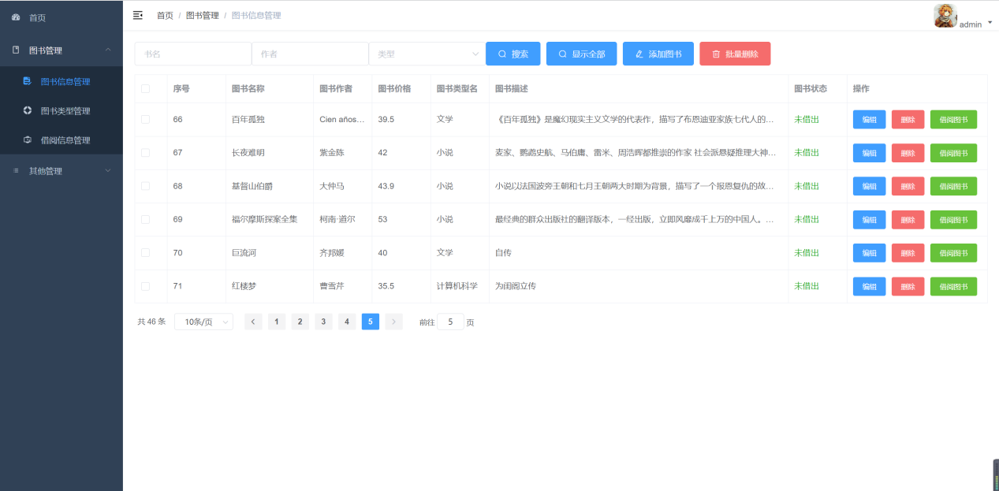 首页
图书管理
图书信息管理
图书类型管理
借阅信息管理
其他管理
首页 / 图书管理 / 图书信息管理
admin
书名 作者 类型 搜索 显示全部 添加图书 批量删除
序号 图书名称 图书作者 图书价格 图书类型名 图书描述 图书状态 操作
66 百年孤独 Cien años... 39.5 文学 《百年孤独》是魔幻现实主义文学的代表作，描写了布恩迪亚家族七代人的... 未借出 编辑 删除 借阅图书
67 长夜难明 紫金陈 42 小说 麦家、鹦鹉史航、马伯庸、雷米、周浩晖都推崇的作家 社会派悬疑推理大神... 未借出 编辑 删除 借阅图书
68 基督山伯爵 大仲马 43.9 小说 小说以法国波旁王朝和七月王朝两大时期为背景，描写了一个报恩复仇的故... 未借出 编辑 删除 借阅图书
69 福尔摩斯探案全集 柯南·道尔 53 小说 最经典的群众出版社的翻译版本，一经出版，立即风靡成千上万的中国人。... 未借出 编辑 删除 借阅图书
70 巨流河 齐邦媛 40 文学 自传 未借出 编辑 删除 借阅图书
71 红楼梦 曹雪芹 35.5 计算机科学 为闺阁立传 未借出 编辑 删除 借阅图书
共 46 条 10条/页 1 2 3 4 5 前往 5 页